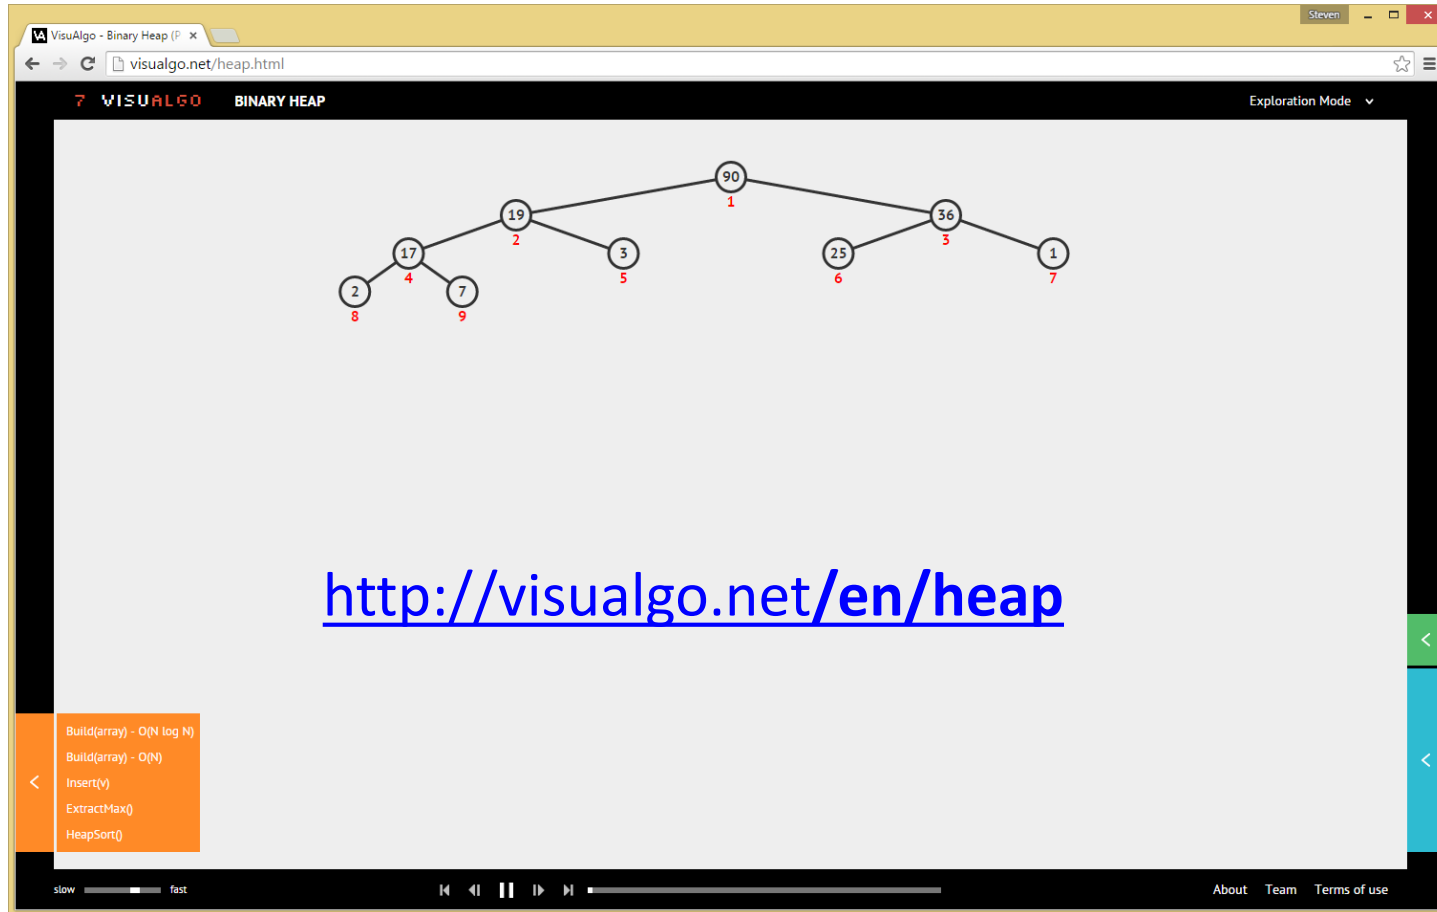 Steven
VisuAlgo - Binary Heap (P
visualgo.net/heap.html
7 VISUALGO BINARY HEAP Exploration Mode
90
1
19 36
2 3
17 3 25 1
4 5 6 7
2 7
8 9
http://visualgo.net/en/heap
Build(array) - O(N log N)
Build(array) - O(N)
Insert(v)
ExtractMax()
HeapSort()
slow fast About Team Terms of use